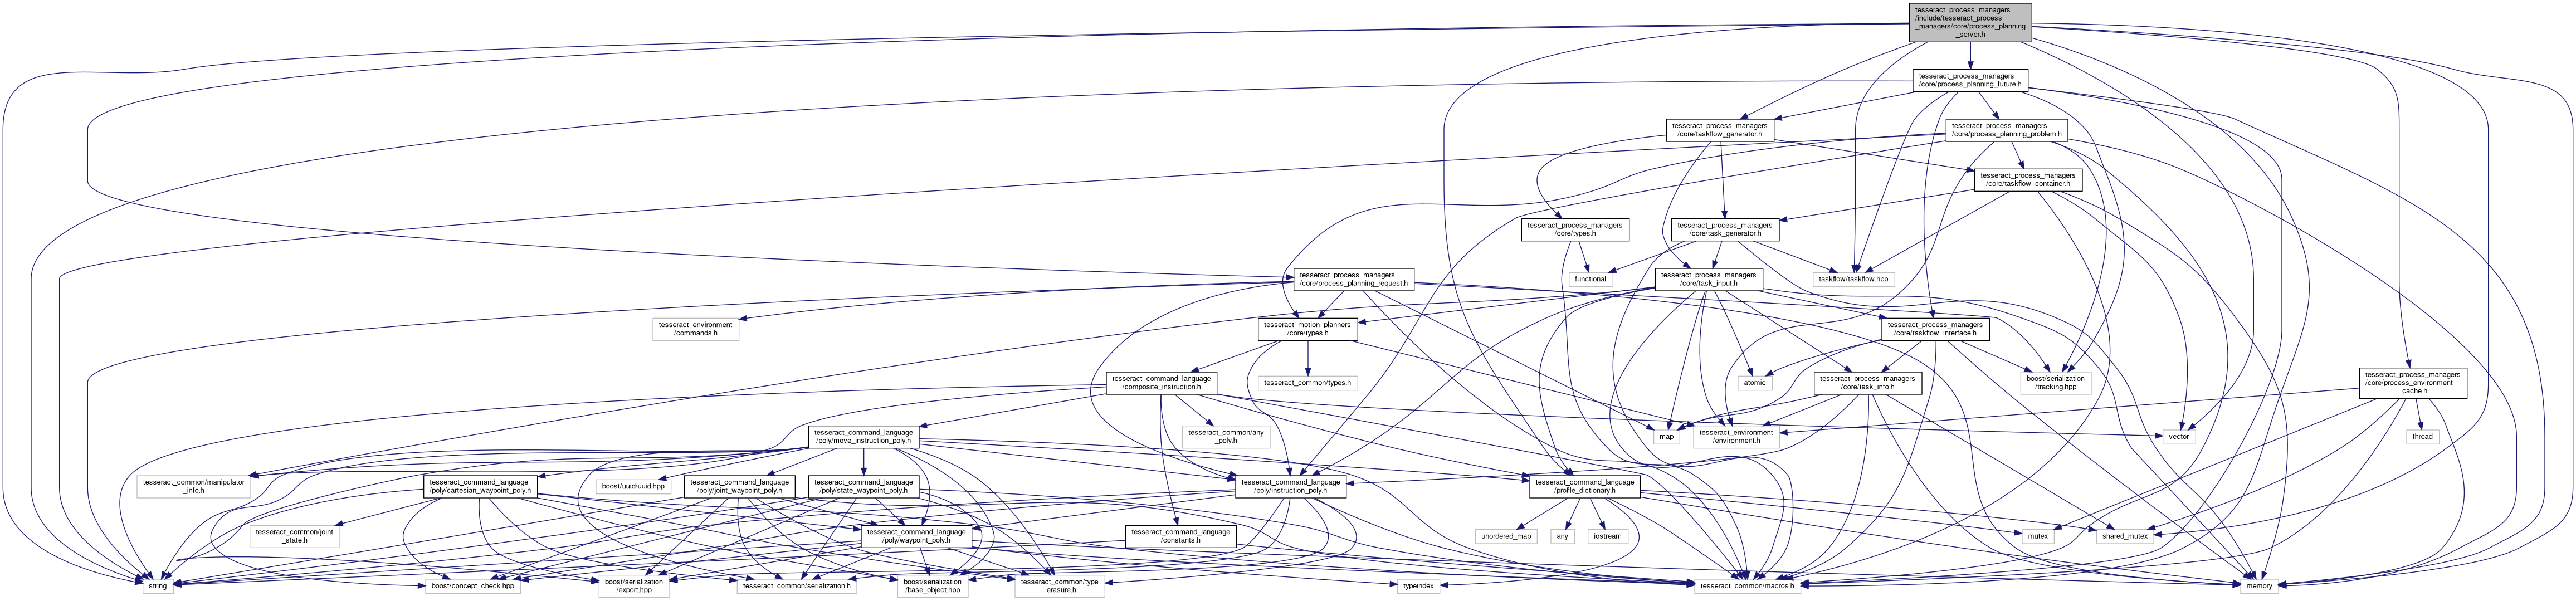 tesseract_process_managers
/include/tesseract_process
_managers/core/process_planning
_server.h
tesseract_process_managers
/core/process_planning_future.h
tesseract_process_managers
/core/taskflow_generator.h
tesseract_process_managers
/core/process_planning_problem.h
tesseract_process_managers
/core/taskflow_container.h
tesseract_process_managers
/core/types.h
tesseract_process_managers
/core/task_generator.h
tesseract_process_managers
/core/process_planning_request.h
functional
tesseract_process_managers
/core/task_input.h
taskflow/taskflow.hpp
tesseract_environment
/commands.h
tesseract_motion_planners
/core/types.h
tesseract_process_managers
/core/taskflow_interface.h
tesseract_command_language
/composite_instruction.h
tesseract_common/types.h
atomic
tesseract_process_managers
/core/task_info.h
boost/serialization
/tracking.hpp
tesseract_process_managers
/core/process_environment
_cache.h
tesseract_command_language
/poly/move_instruction_poly.h
tesseract_common/any
_poly.h
map
tesseract_environment
/environment.h
vector
thread
tesseract_common/manipulator
_info.h
tesseract_command_language
/poly/cartesian_waypoint_poly.h
boost/uuid/uuid.hpp
tesseract_command_language
/poly/joint_waypoint_poly.h
tesseract_command_language
/poly/state_waypoint_poly.h
tesseract_command_language
/poly/instruction_poly.h
tesseract_command_language
/profile_dictionary.h
tesseract_common/joint
_state.h
tesseract_command_language
/poly/waypoint_poly.h
tesseract_command_language
/constants.h
unordered_map
any
iostream
mutex
shared_mutex
string
boost/concept_check.hpp
boost/serialization
/export.hpp
tesseract_common/serialization.h
boost/serialization
/base_object.hpp
tesseract_common/type
_erasure.h
typeindex
tesseract_common/macros.h
memory